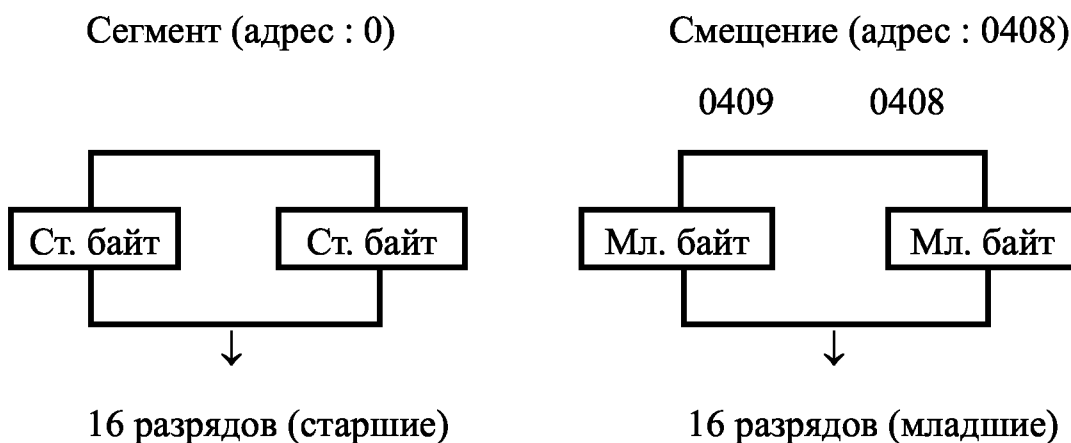 Сегмент (адрес : 0) Смещение (адрес : 0408)
0409 0408
Ст. байт Ст. байт Мл. байт Мл. байт
16 разрядов (старшие) 16 разрядов (младшие)